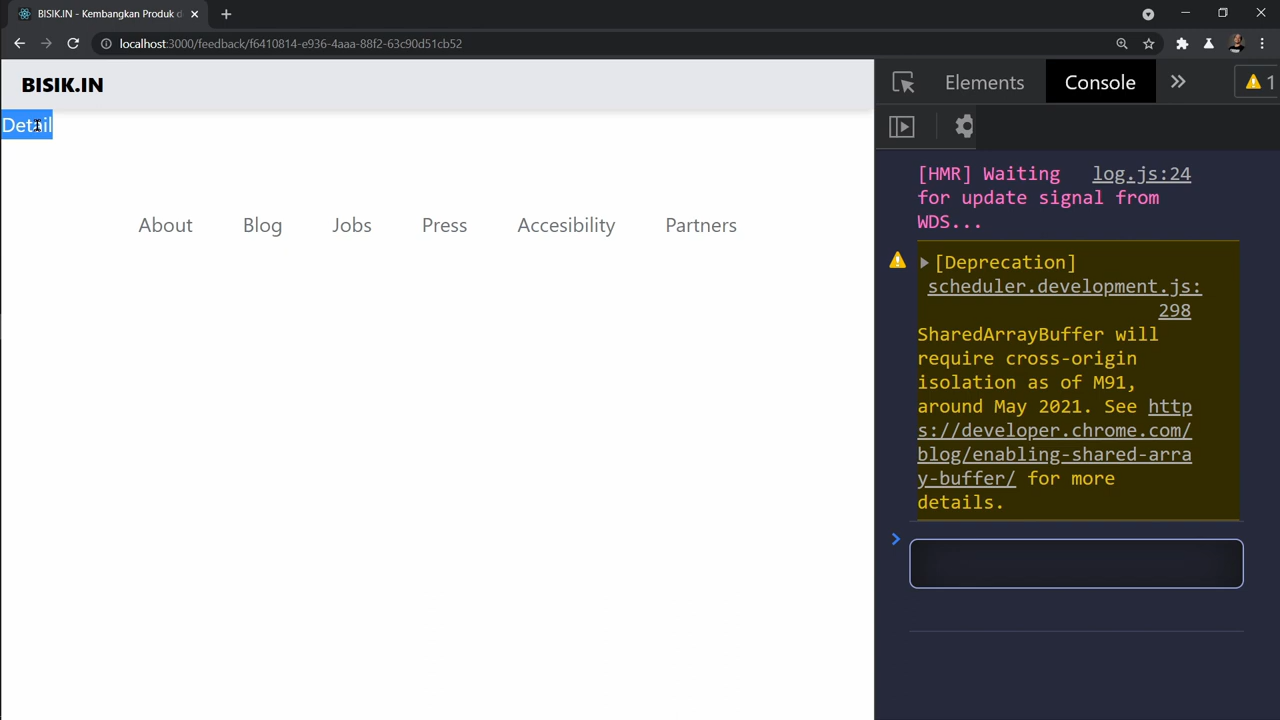 BISIK.IN - Kembangkan Produk d
localhost:3000/feedback/f6410814-e936-4aaa-88f2-63c90d51cb52
BISIK.IN
Detail
About Blog Jobs Press Accesibility Partners
Elements Console 1
[HMR] Waiting log.js:24
for update signal from
WDS...
[Deprecation]
scheduler.development.js:
298
SharedArrayBuffer will
require cross-origin
isolation as of M91,
around May 2021. See http
s://developer.chrome.com/
blog/enabling-shared-arra
y-buffer/ for more
details.